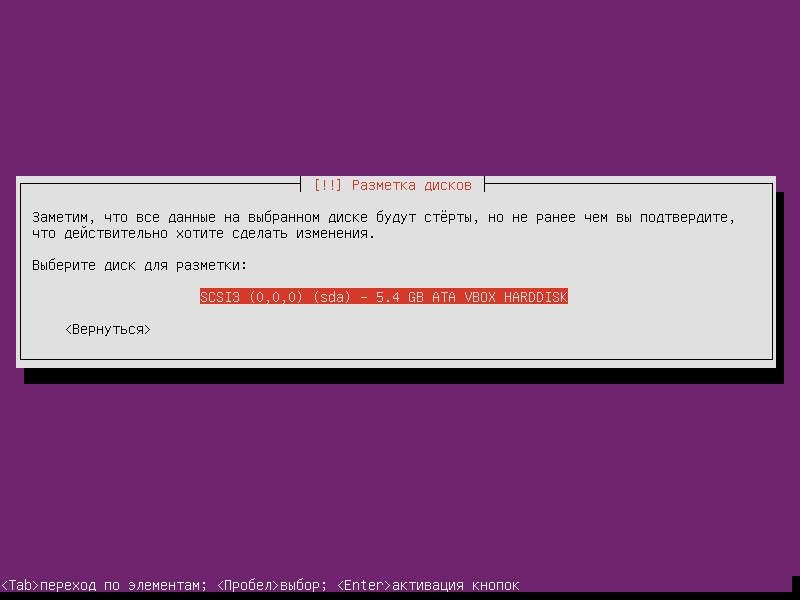 [!!] Разметка дисков
Заметим, что все данные на выбранном диске будут стёрты, но не ранее чем вы подтвердите,
что действительно хотите сделать изменения.
Выберите диск для разметки:
SCSI3 (0,0,0) (sda) - 5.4 GB ATA VBOX HARDDISK
<Вернуться>
<Tab>переход по элементам; <Пробел>выбор; <Enter>активация кнопок